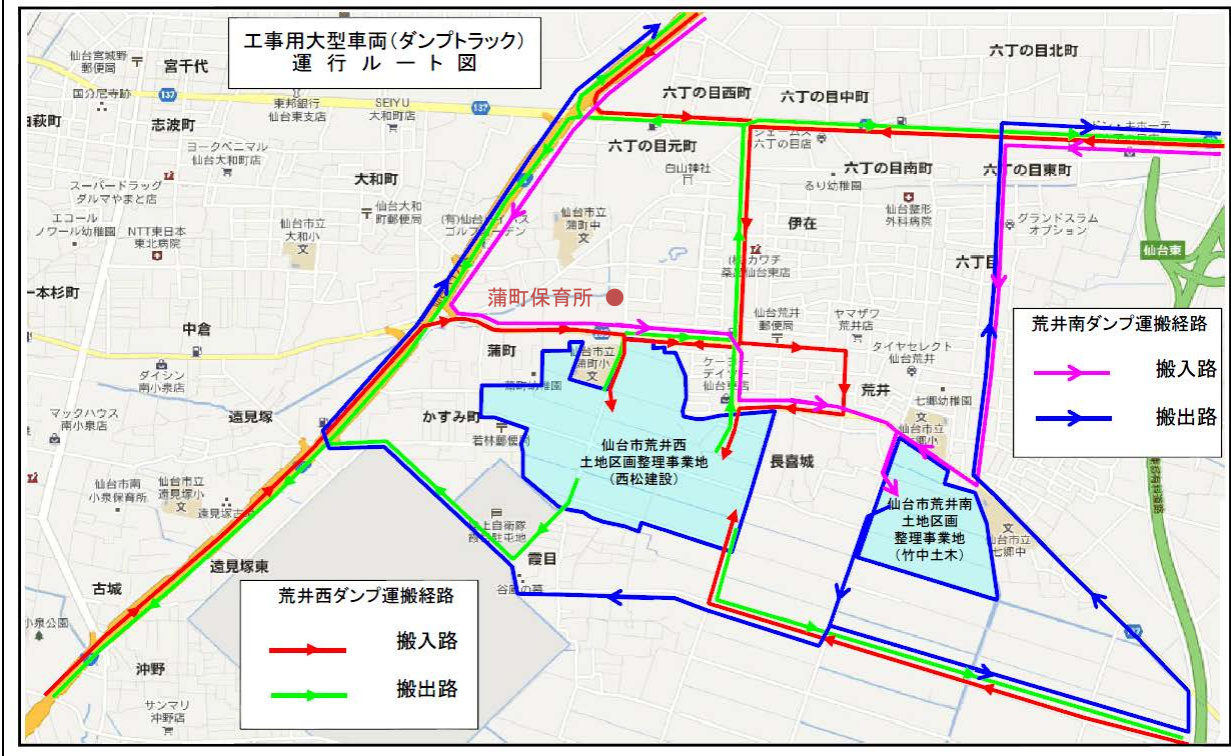 工事用大型車両(ダンプトラック)
運 行 ル ー ト 図
六丁の目北町
仙台宮城野
郵便局
宮千代
国分尼寺跡
137
東邦銀行
仙台東支店
SEIYU
大和町店
137
六丁の目西町
六丁の目中町
志波町
ヨークベニマル
仙台大和町店
六丁の目元町
六丁の目店
白山神社
六丁の目南町
六丁の目東町
るり幼稚園
スーパードラッグ
ダルマやまと店
大和町
仙台大和
町郵便局
仙台市立
蒲町中
文
仙台整形
外科病院
伊在
グランドスラム
オプション
エコール
ノワール幼稚園
NTT東日本
東北病院
仙台市立
大和小
文
仙台東
六丁目
一本杉町
蒲町保育所
荒井南ダンプ運搬経路
搬入路
搬出路
中倉
仙台荒井
郵便局
ヤマザワ
荒井店
ダイヤセレクト
仙台荒井
蒲町
仙台市立
蒲町小
文
ダイシン
南小泉店
荒井
七郷幼稚園
マックハウス
南小泉店
遠見塚
かすみ町
若林郵便局
仙台市荒井西
土地区画整理事業地
(西松建設)
長喜城
仙台市南
小泉保育所
仙台市立
遠見塚小
文
仙台市荒井南
土地区画
整理事業地
(竹中土木)
文
仙台市立
七郷中
霞目
遠見塚東
古城
荒井西ダンプ運搬経路
搬入路
搬出路
小泉公園
沖野
サンマリ
沖野店